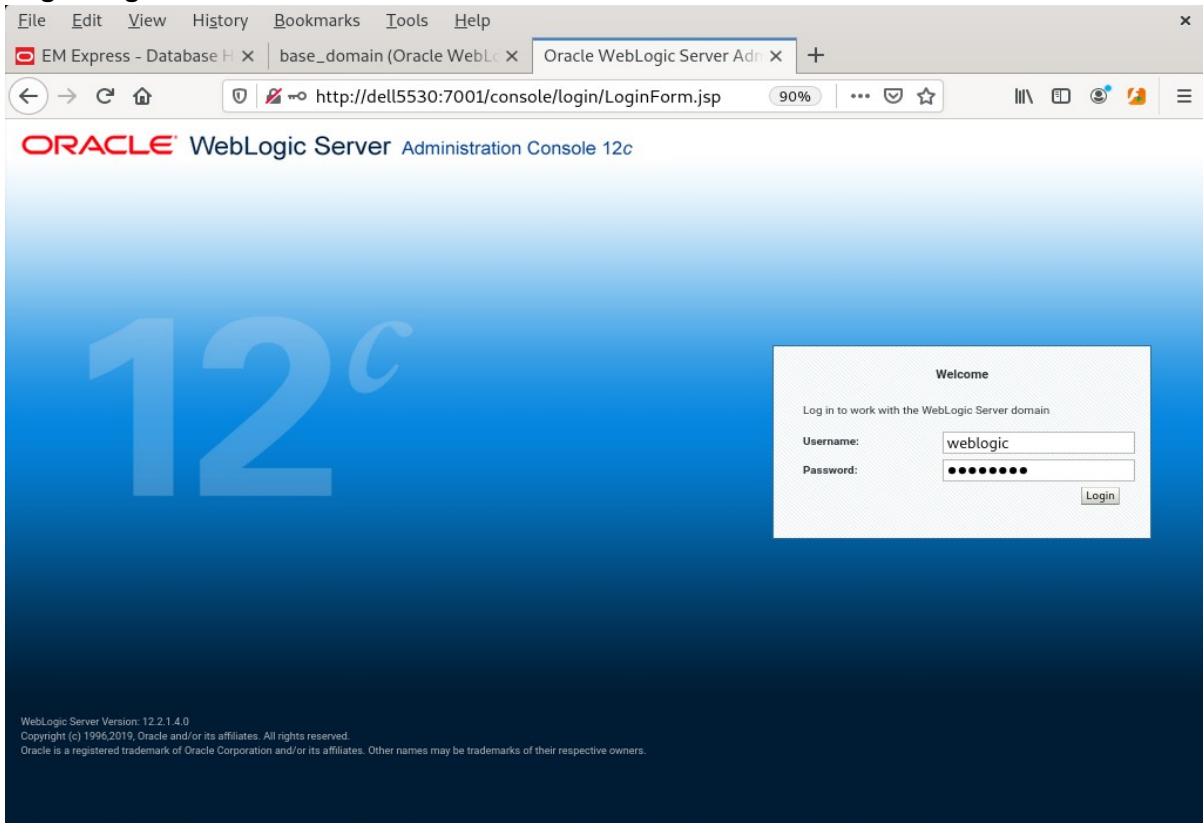 File Edit View History Bookmarks Tools Help
EM Express - Database H base_domain (Oracle WebLo Oracle WebLogic Server Adm
http://dell5530:7001/console/login/LoginForm.jsp 90%
ORACLE WebLogic Server Administration Console 12c
12c
Welcome
Log in to work with the WebLogic Server domain
Username: weblogic
Password: ●●●●●●●●
Login
WebLogic Server Version: 12.2.1.4.0
Copyright (c) 1996,2019, Oracle and/or its affiliates. All rights reserved.
Oracle is a registered trademark of Oracle Corporation and/or its affiliates. Other names may be trademarks of their respective owners.